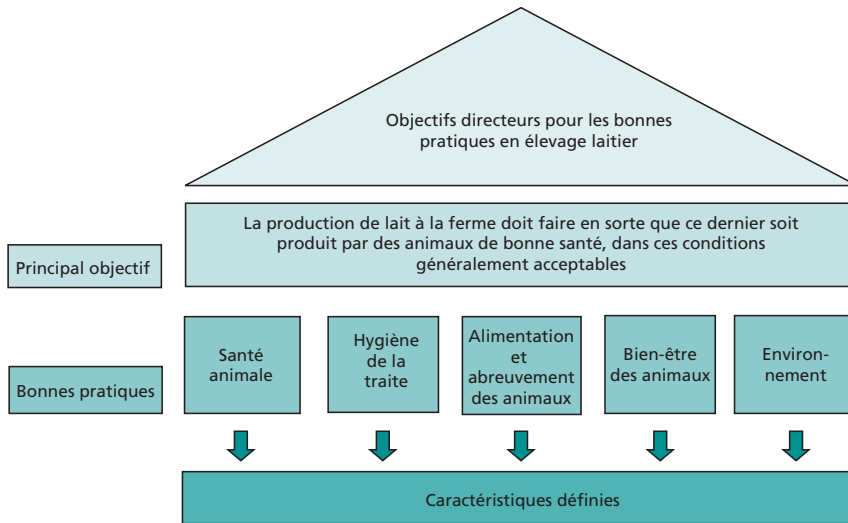 Objectifs directeurs pour les bonnes
pratiques en élevage laitier
La production de lait à la ferme doit faire en sorte que ce dernier soit
produit par des animaux de bonne santé, dans ces conditions
généralement acceptables
Principal objectif
Bonnes pratiques
Santé
animale
Hygiène
de la
traite
Alimentation
et
abreuvement
des animaux
Bien-être
des animaux
Environ-
nement
Caractéristiques définies